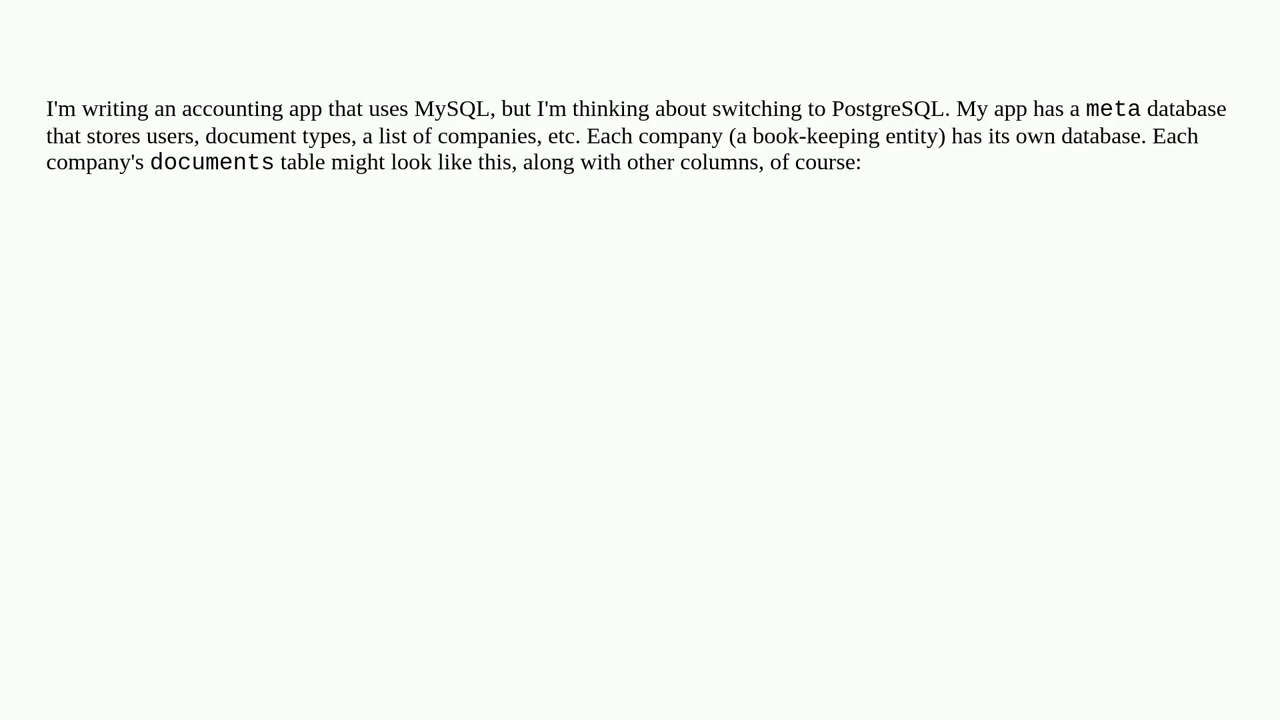 I'm writing an accounting app that uses MySQL, but I'm thinking about switching to PostgreSQL. My app has a meta database
that stores users, document types, a list of companies, etc. Each company (a book-keeping entity) has its own database. Each
company's documents table might look like this, along with other columns, of course: